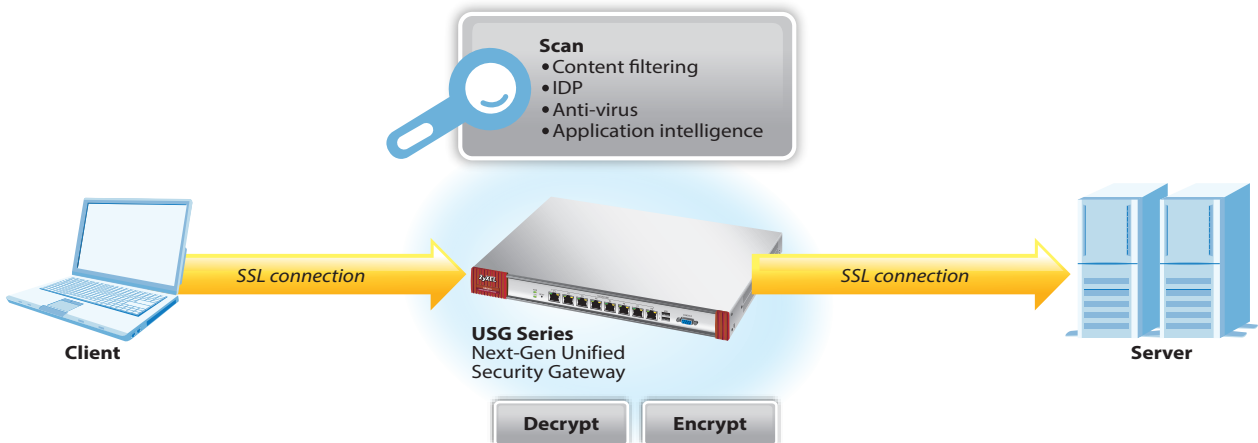 Scan
• Content filtering
• IDP
• Anti-virus
• Application intelligence
SSL connection
ZyXEL
SSL connection
Client
USG Series
Next-Gen Unified
Security Gateway
Server
Decrypt
Encrypt